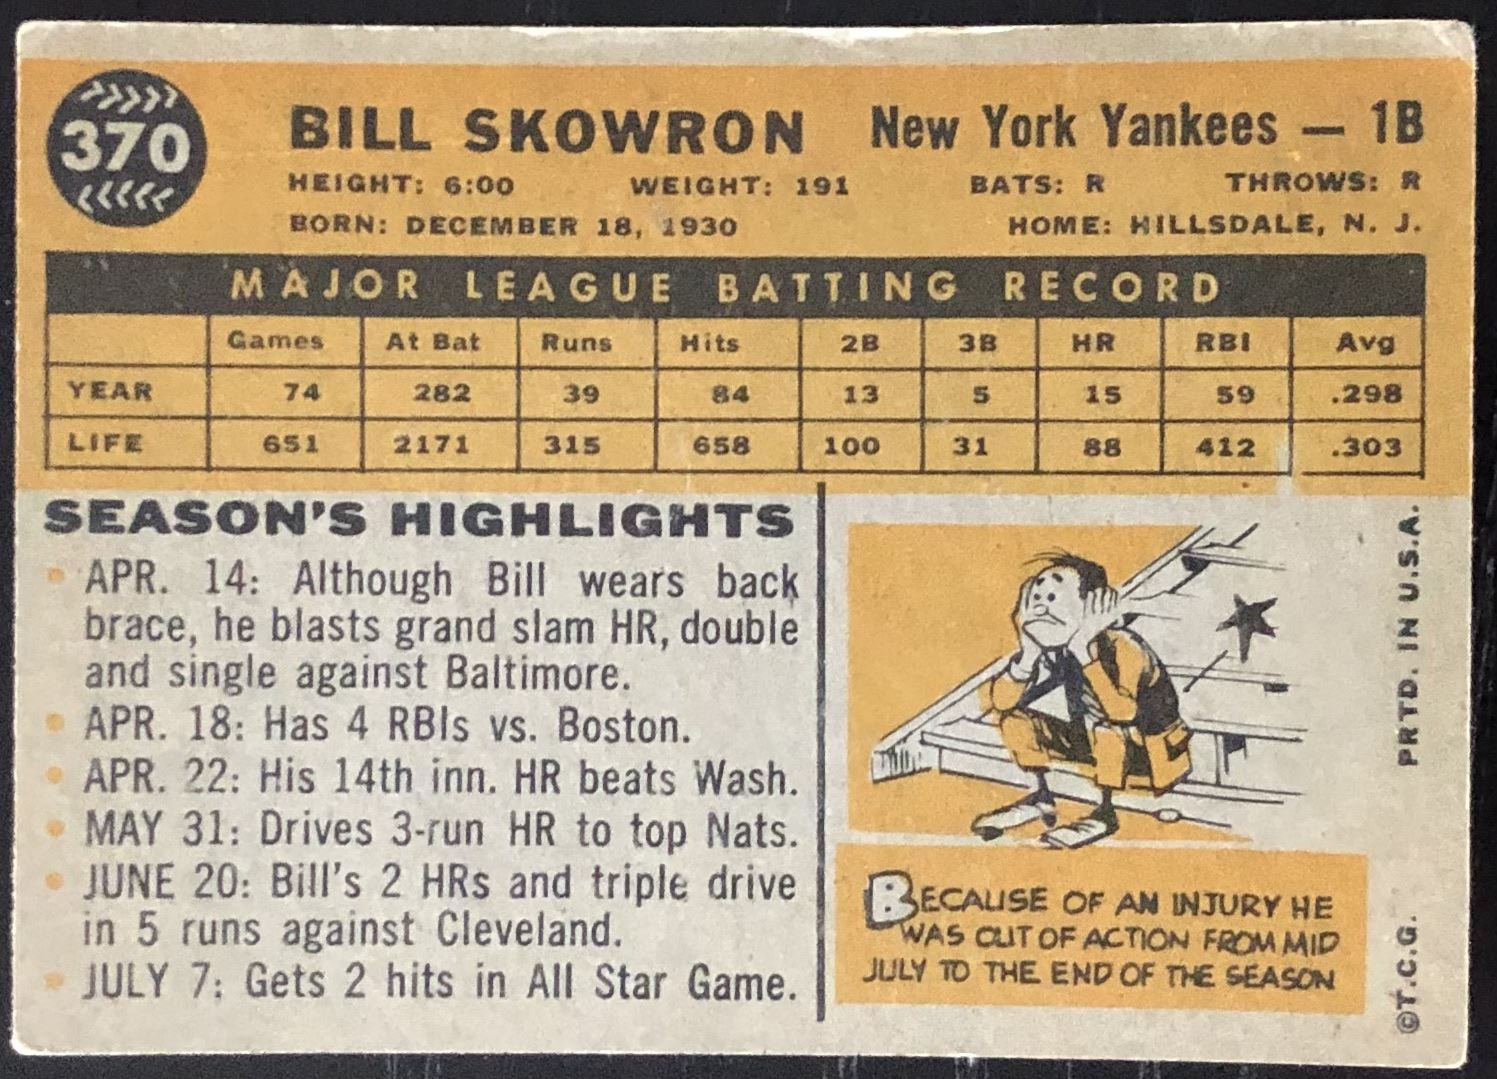 370
BILL SKOWRON New York Yankees — 1B
HEIGHT: 6:00 WEIGHT: 191 BATS: R THROWS: R
BORN: DECEMBER 18, 1930 HOME: HILLSDALE, N. J.
MAJOR LEAGUE BATTING RECORD
Games At Bat Runs Hits 2B 3B HR RBI Avg
YEAR 74 282 39 84 13 5 15 59 .298
LIFE 651 2171 315 658 100 31 88 412 .303
SEASON'S HIGHLIGHTS
• APR. 14: Although Bill wears back
brace, he blasts grand slam HR, double
and single against Baltimore.
• APR. 18: Has 4 RBIs vs. Boston.
• APR. 22: His 14th inn. HR beats Wash.
• MAY 31: Drives 3-run HR to top Nats.
• JUNE 20: Bill's 2 HRs and triple drive
in 5 runs against Cleveland.
• JULY 7: Gets 2 hits in All Star Game.
BECAUSE OF AN INJURY HE
WAS OUT OF ACTION FROM MID
JULY TO THE END OF THE SEASON
©T.C.G. PRTD. IN U.S.A.